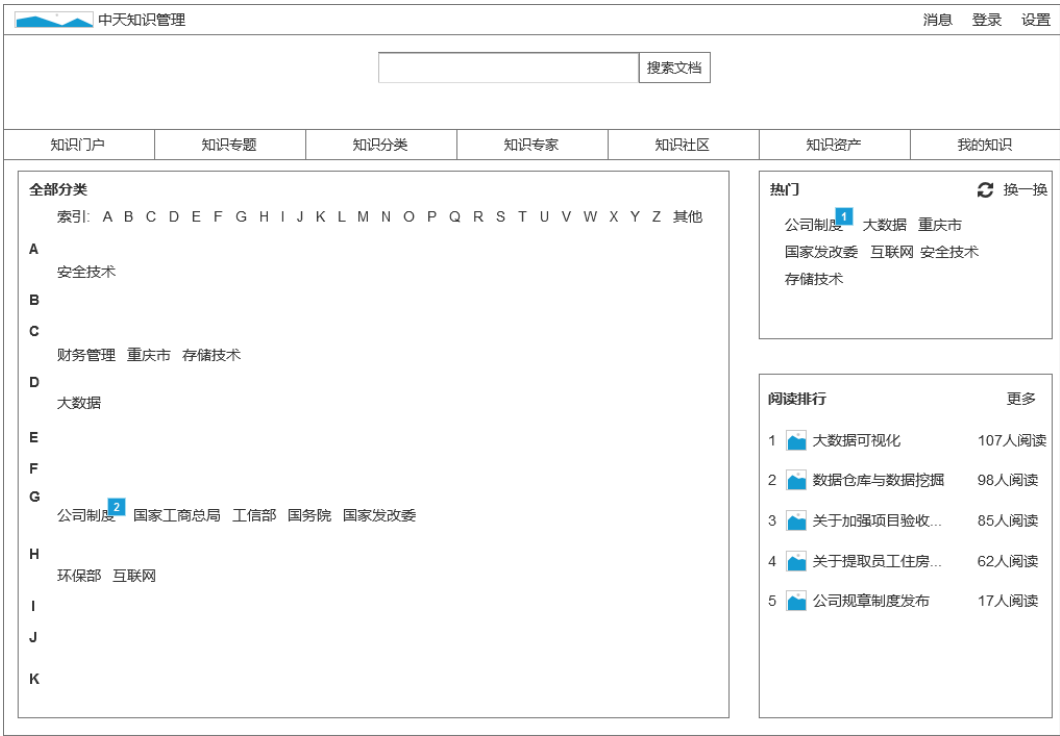 中天知识管理 消息 登录 设置
搜索文档
知识门户 知识专题 知识分类 知识专家 知识社区 知识资产 我的知识
全部分类
索引: A B C D E F G H I J K L M N O P Q R S T U V W X Y Z 其他
A
安全技术
B
C
财务管理 重庆市 存储技术
D
大数据
E
F
G
公司制度 2 国家工商总局 工信部 国务院 国家发改委
H
环保部 互联网
I
J
K
热门 换一换
公司制度 1 大数据 重庆市
国家发改委 互联网 安全技术
存储技术
阅读排行 更多
1 大数据可视化 107人阅读
2 数据仓库与数据挖掘 98人阅读
3 关于加强项目验收... 85人阅读
4 关于提取员工住房... 62人阅读
5 公司规章制度发布 17人阅读